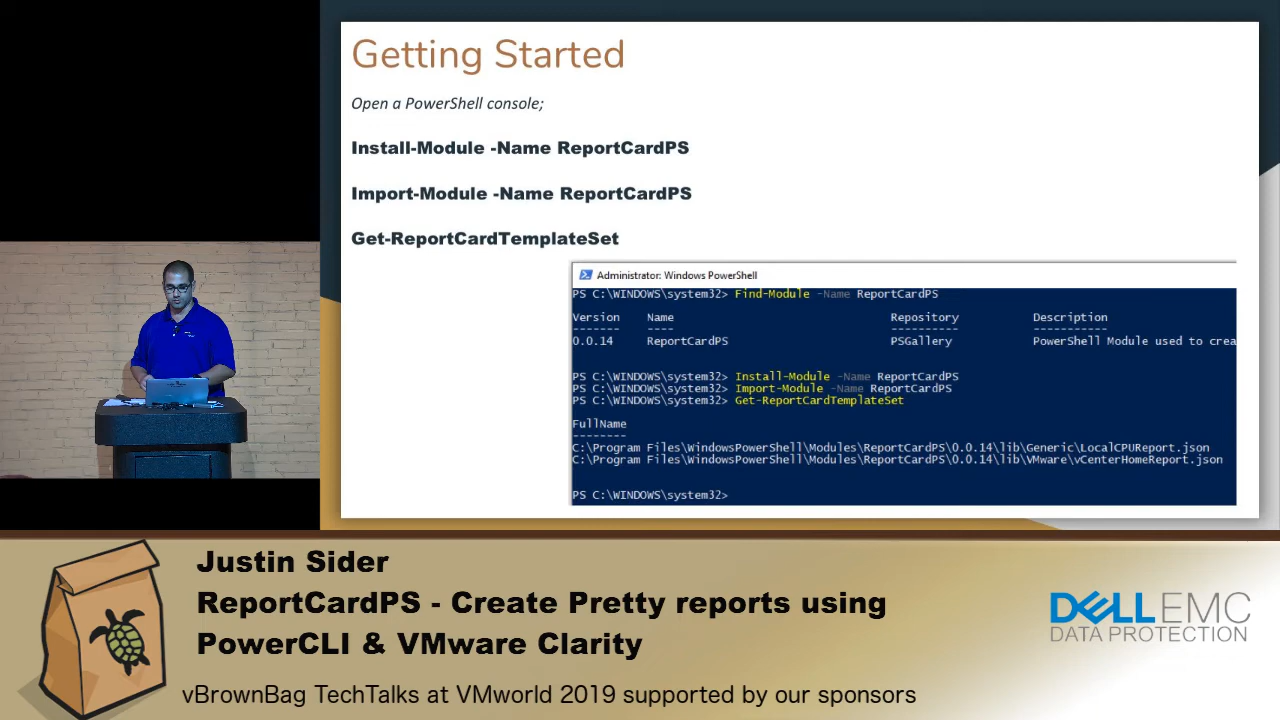 Getting Started
Open a PowerShell console;
Install-Module -Name ReportCardPS
Import-Module -Name ReportCardPS
Get-ReportCardTemplateSet
Administrator: Windows PowerShell
PS C:\WINDOWS\system32> Find-Module -Name ReportCardPS
Version Name Repository Description
------- ---- ---------- -----------
0.0.14 ReportCardPS PSGallery PowerShell Module used to crea
PS C:\WINDOWS\system32> Install-Module -Name ReportCardPS
PS C:\WINDOWS\system32> Import-Module -Name ReportCardPS
PS C:\WINDOWS\system32> Get-ReportCardTemplateSet
FullName
--------
C:\Program Files\WindowsPowerShell\Modules\ReportCardPS\0.0.14\lib\Generic\LocalCPUReport.json
C:\Program Files\WindowsPowerShell\Modules\ReportCardPS\0.0.14\lib\VMware\vCenterHomeReport.json
PS C:\WINDOWS\system32>
Justin Sider
ReportCardPS - Create Pretty reports using
PowerCLI & VMware Clarity
DELL EMC
DATA PROTECTION
vBrownBag TechTalks at VMworld 2019 supported by our sponsors